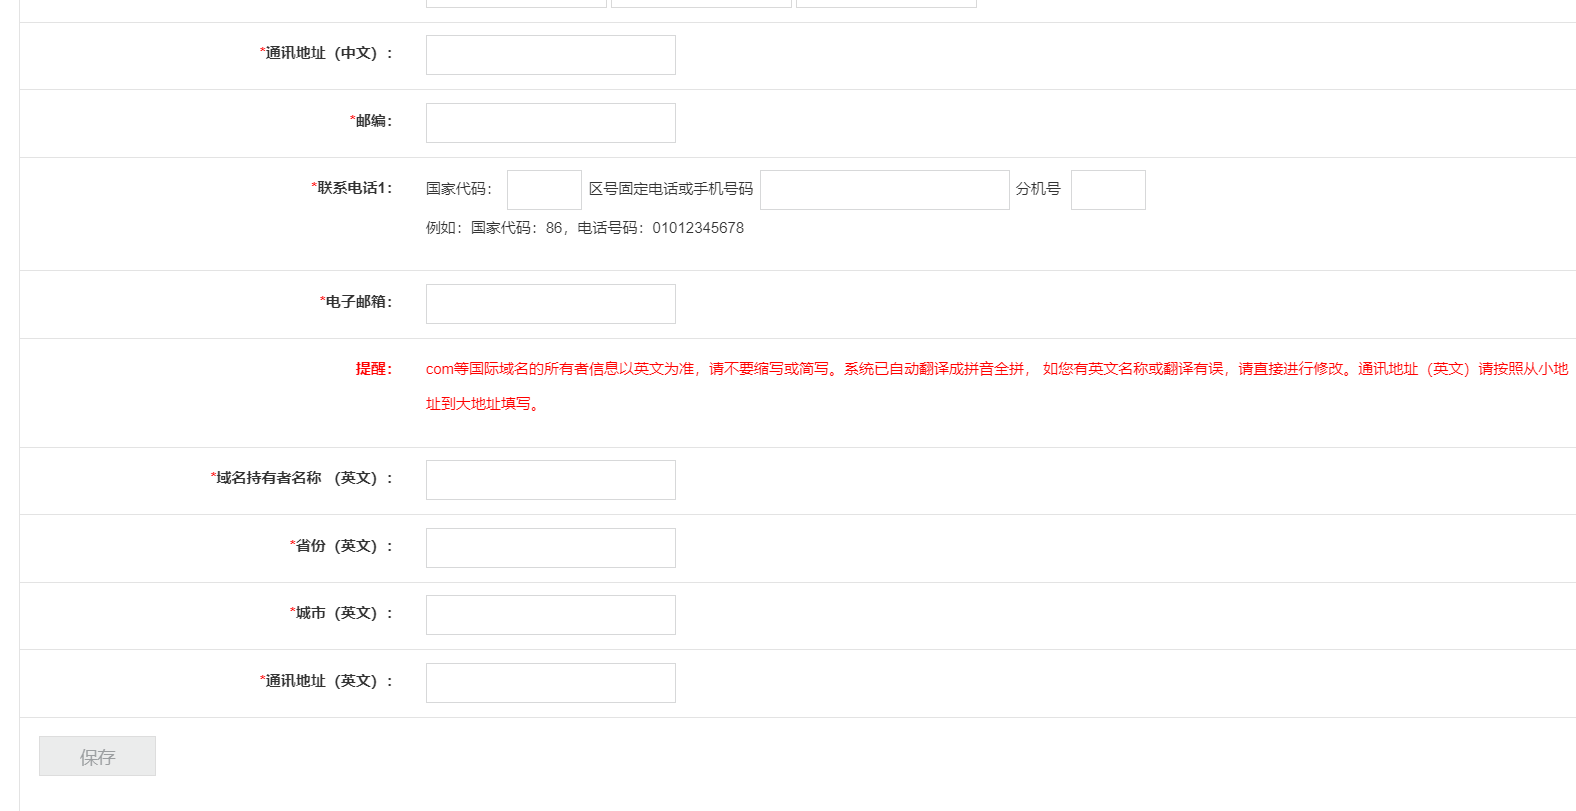 *通讯地址（中文）：
*邮编：
*联系电话1： 国家代码： 区号固定电话或手机号码 分机号
例如：国家代码：86，电话号码：01012345678
*电子邮箱：
提醒： com等国际域名的所有者信息以英文为准，请不要缩写或简写。系统已自动翻译成拼音全拼， 如您有英文名称或翻译有误，请直接进行修改。通讯地址（英文）请按照从小地
址到大地址填写。
*域名持有者名称 （英文）：
*省份（英文）：
*城市（英文）：
*通讯地址（英文）：
保存